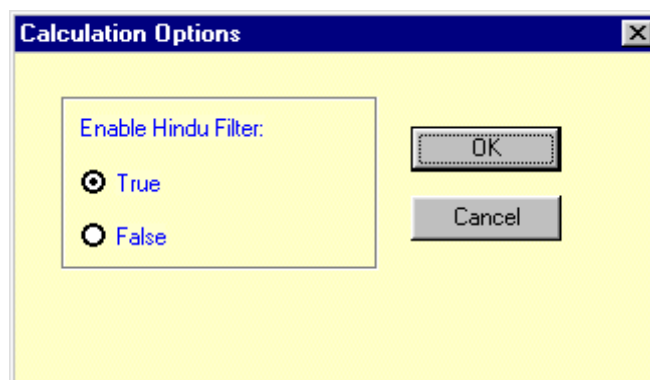 Calculation Options
Enable Hindu Filter:
True
False
OK
Cancel